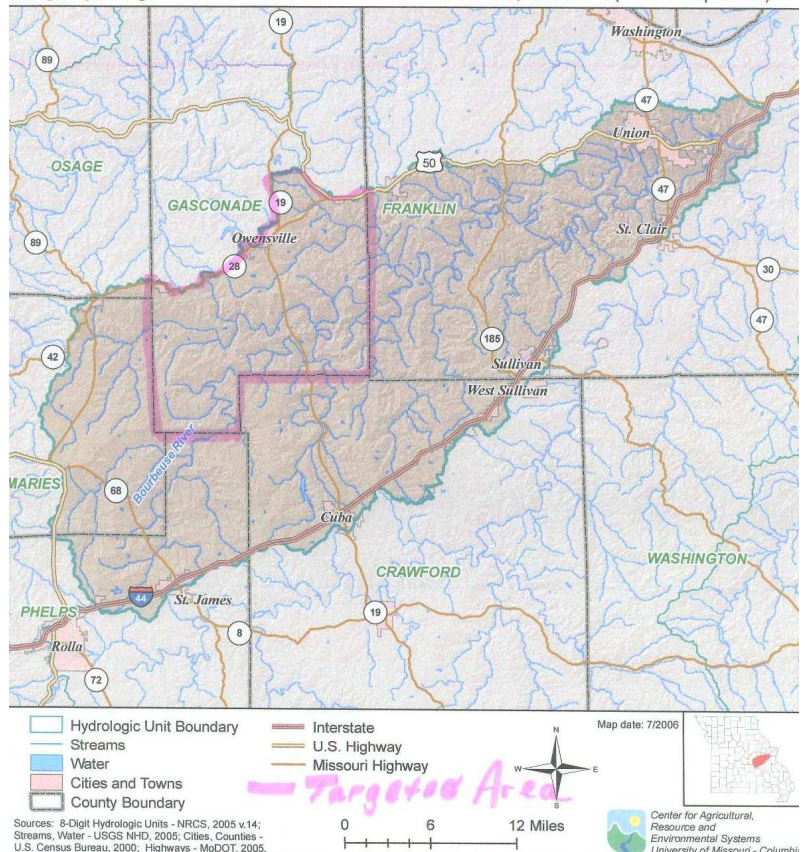 19
Washington
89
47
Union
OSAGE
50
GASCONADE
19
FRANKLIN
47
Owensville
St. Clair
89
28
30
47
42
185
Sullivan
West Sullivan
Bourbeuse River
MARIES
68
Cuba
WASHINGTON
CRAWFORD
44
St. James
PHELPS
19
8
Rolla
72
Hydrologic Unit Boundary
Streams
Water
Cities and Towns
County Boundary
Interstate
U.S. Highway
Missouri Highway
Targeted Area
N
W E
S
Map date: 7/2006
Sources: 8-Digit Hydrologic Units - NRCS, 2005 v.14;
Streams, Water - USGS NHD, 2005; Cities, Counties -
U.S. Census Bureau, 2000; Highways - MoDOT, 2005.
0 6 12 Miles
Center for Agricultural,
Resource and
Environmental Systems
University of Missouri - Columbia